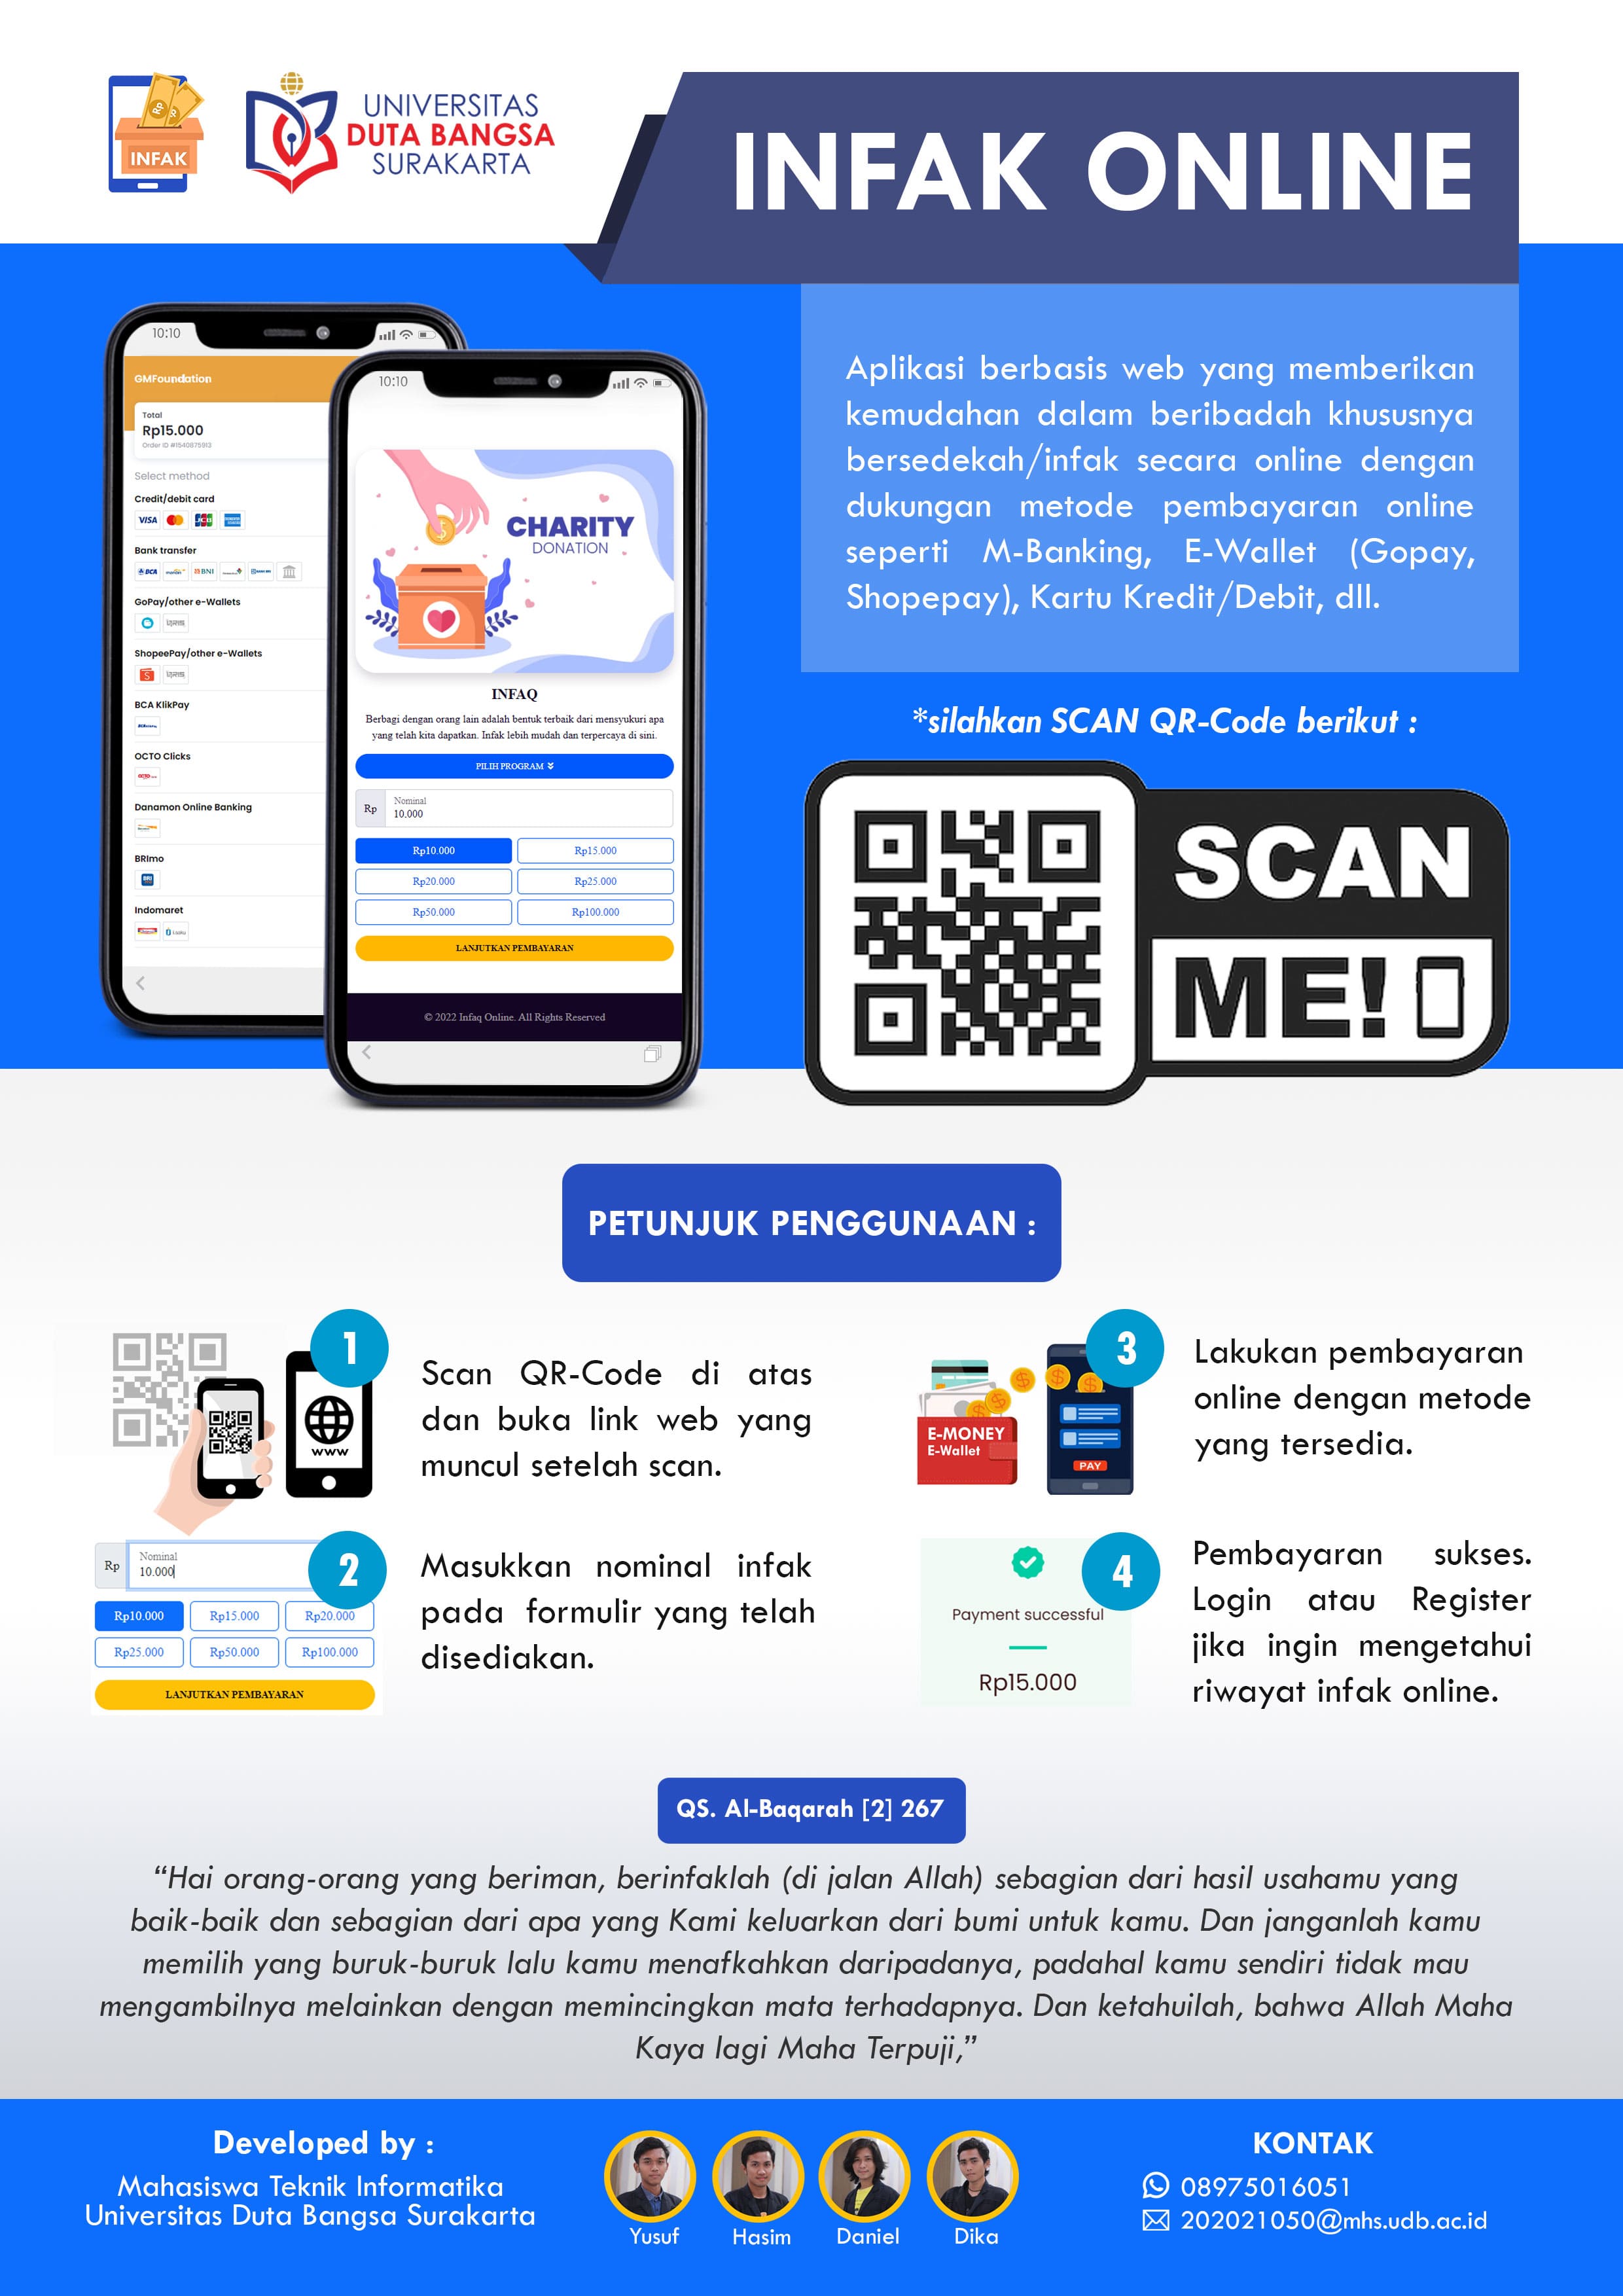 INFAK
UNIVERSITAS
DUTA BANGSA
SURAKARTA
INFAK ONLINE
Aplikasi berbasis web yang memberikan
kemudahan dalam beribadah khususnya
bersedekah/infak secara online dengan
dukungan metode pembayaran online
seperti M-Banking, E-Wallet (Gopay,
Shopepay), Kartu Kredit/Debit, dll.
10:10
GMFoundation
Total
Rp15.000
Order ID #1540875913
Select method
Credit/debit card
VISA
JCB
Bank transfer
BCA
BNI
GoPay/other e-Wallets
ShopeePay/other e-Wallets
BCA KlikPay
OCTO Clicks
Danamon Online Banking
BRImo
BRI
Indomaret
10:10
CHARITY
DONATION
INFAQ
Berbagi dengan orang lain adalah bentuk terbaik dari mensyukuri apa
yang telah kita dapatkan. Infak lebih mudah dan terpercaya di sini.
PILIH PROGRAM
Nominal
Rp 10.000
Rp10.000 Rp15.000
Rp20.000 Rp25.000
Rp50.000 Rp100.000
LANJUTKAN PEMBAYARAN
© 2022 Infaq Online. All Rights Reserved
*silahkan SCAN QR-Code berikut :
SCAN
ME!
PETUNJUK PENGGUNAAN :
1
www
Scan QR-Code di atas
dan buka link web yang
muncul setelah scan.
2
Rp
Nominal
10.000
Rp10.000 Rp15.000 Rp20.000
Rp25.000 Rp50.000 Rp100.000
LANJUTKAN PEMBAYARAN
Masukkan nominal infak
pada formulir yang telah
disediakan.
3
E-MONEY
E-Wallet
PAY
Lakukan pembayaran
online dengan metode
yang tersedia.
4
Payment successful
Rp15.000
Pembayaran sukses.
Login atau Register
jika ingin mengetahui
riwayat infak online.
QS. Al-Baqarah [2] 267
“Hai orang-orang yang beriman, berinfaklah (di jalan Allah) sebagian dari hasil usahamu yang
baik-baik dan sebagian dari apa yang Kami keluarkan dari bumi untuk kamu. Dan janganlah kamu
memilih yang buruk-buruk lalu kamu menafkahkan daripadanya, padahal kamu sendiri tidak mau
mengambilnya melainkan dengan memincingkan mata terhadapnya. Dan ketahuilah, bahwa Allah Maha
Kaya lagi Maha Terpuji,”
Developed by :
Mahasiswa Teknik Informatika
Universitas Duta Bangsa Surakarta
Yusuf Hasim Daniel Dika
KONTAK
08975016051
202021050@mhs.udb.ac.id